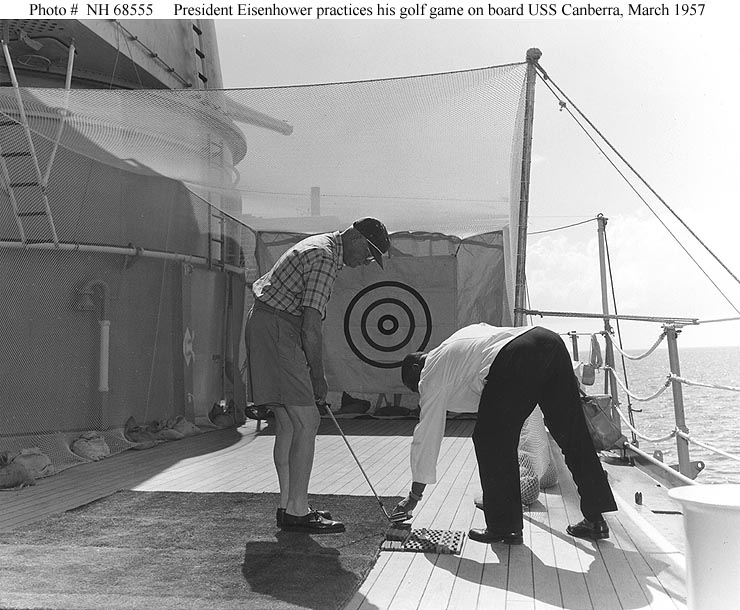 Photo # NH 68555 President Eisenhower practices his golf game on board USS Canberra, March 1957